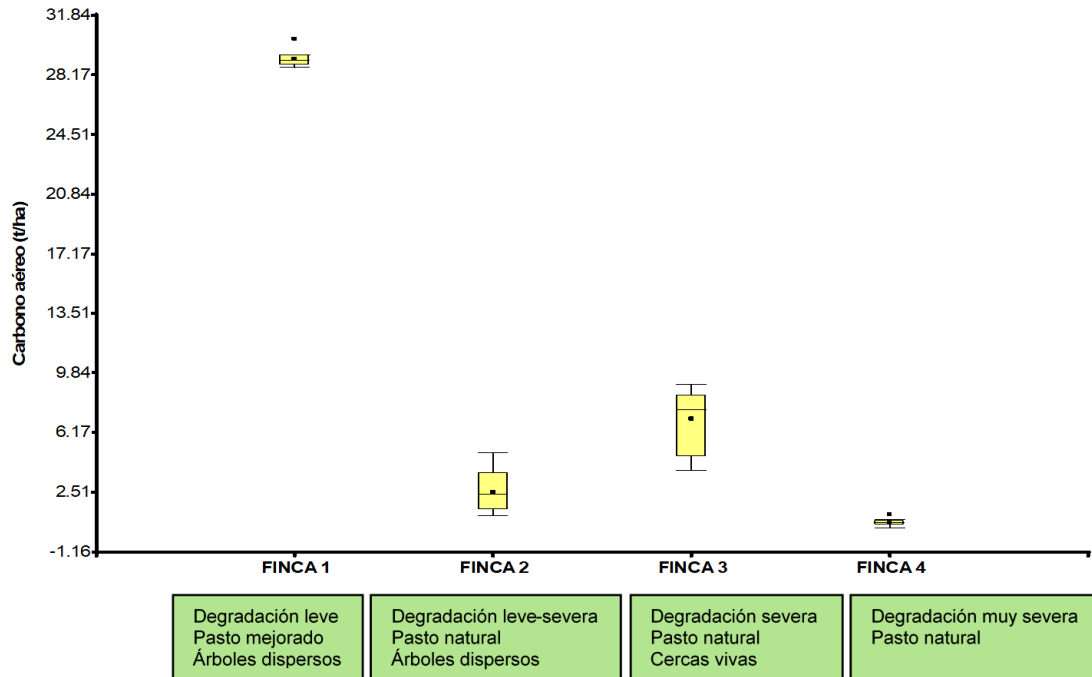 Carbono aéreo (t/ha)
31.84
28.17
24.51
20.84
17.17
13.51
9.84
6.17
2.51
-1.16
FINCA 1
FINCA 2
FINCA 3
FINCA 4
Degradación leve
Pasto mejorado
Árboles dispersos
Degradación leve-severa
Pasto natural
Árboles dispersos
Degradación severa
Pasto natural
Cercas vivas
Degradación muy severa
Pasto natural